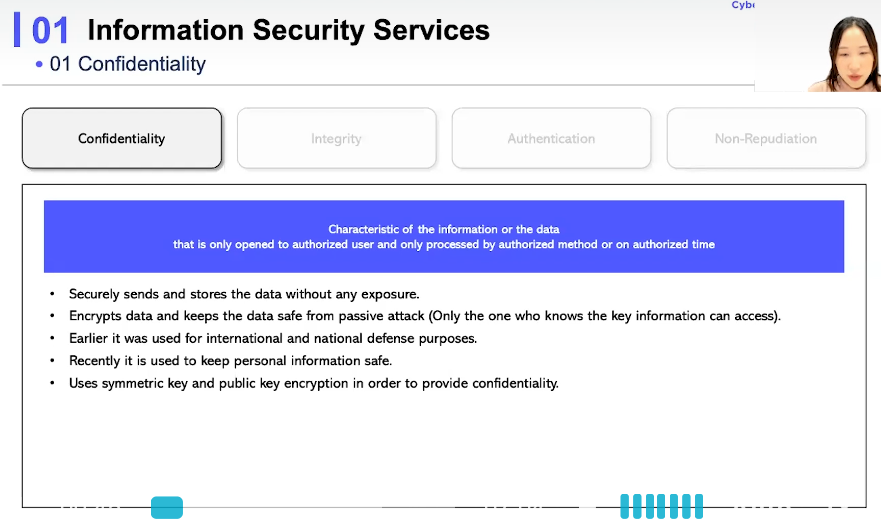 Cybe
01 Information Security Services
• 01 Confidentiality
Confidentiality
Integrity
Authentication
Non-Repudiation
Characteristic of the information or the data
that is only opened to authorized user and only processed by authorized method or on authorized time
• Securely sends and stores the data without any exposure.
• Encrypts data and keeps the data safe from passive attack (Only the one who knows the key information can access).
• Earlier it was used for international and national defense purposes.
• Recently it is used to keep personal information safe.
• Uses symmetric key and public key encryption in order to provide confidentiality.